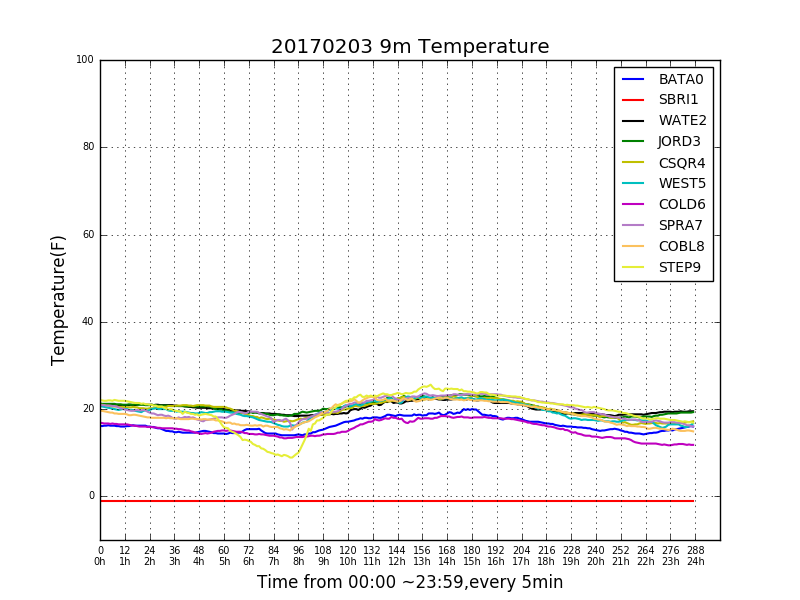 20170203 9m Temperature
100
80
60
40
20
0
Temperature(F)
BATA0
SBRI1
WATE2
JORD3
CSQR4
WEST5
COLD6
SPRA7
COBL8
STEP9
0 12 24 36 48 60 72 84 96 108 120 132 144 156 168 180 192 204 216 228 240 252 264 276 288
0h 1h 2h 3h 4h 5h 6h 7h 8h 9h 10h 11h 12h 13h 14h 15h 16h 17h 18h 19h 20h 21h 22h 23h 24h
Time from 00:00 ~23:59,every 5min